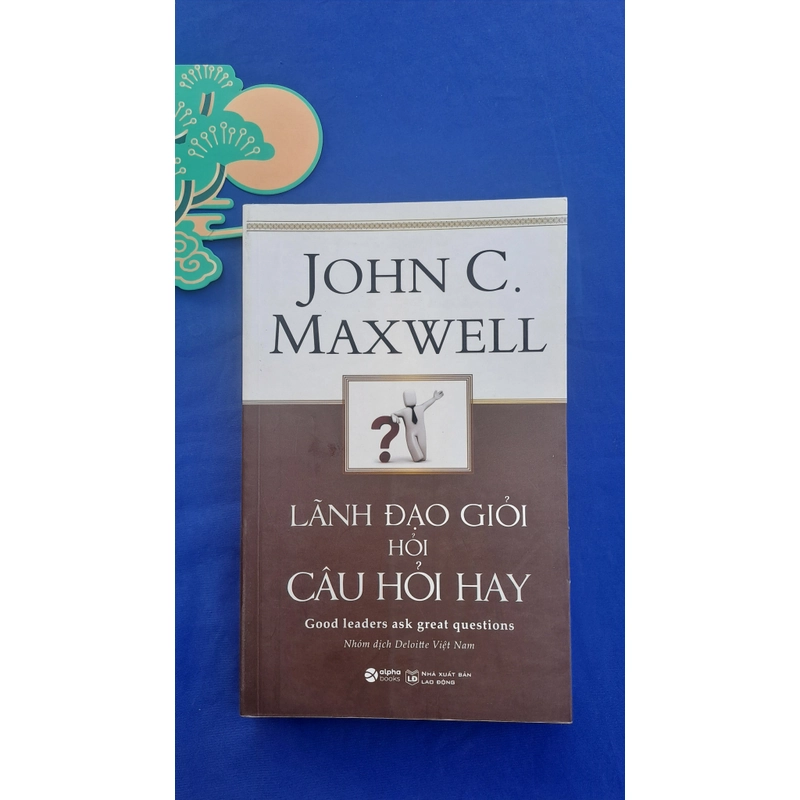 JOHN C.
MAXWELL
?
LÃNH ĐẠO GIỎI
HỎI
CÂU HỎI HAY
Good leaders ask great questions
Nhóm dịch Deloitte Việt Nam
alpha
books
LĐ
NHÀ XUẤT BẢN
LAO ĐỘNG